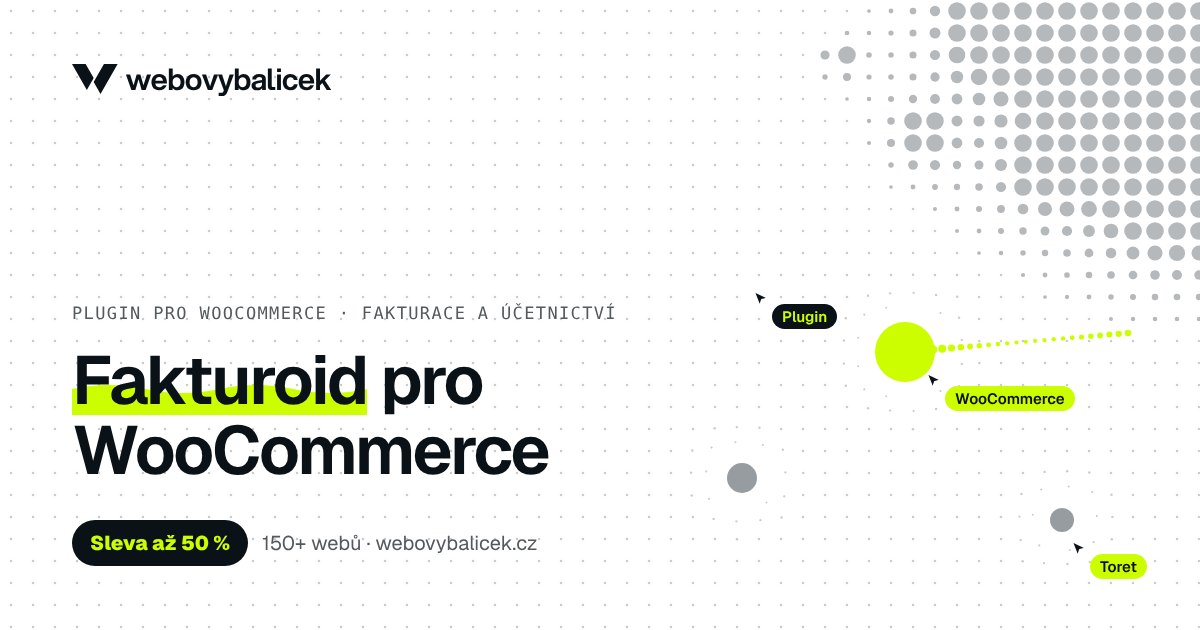 webovybalicek
PLUGIN PRO WOOCOMMERCE · FAKTURACE A ÚČETNICTVÍ
Fakturoid pro
WooCommerce
Sleva až 50 %
150+ webů · webovybalicek.cz
Plugin
WooCommerce
Toret